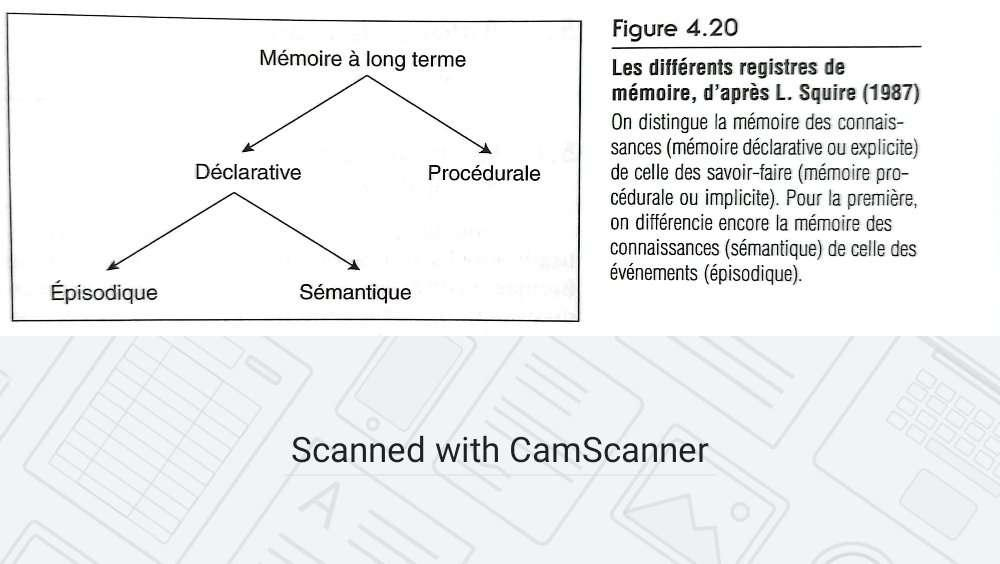 Mémoire à long terme
Déclarative
Procédurale
Épisodique
Sémantique
Figure 4.20
Les différents registres de
mémoire, d'après L. Squire (1987)
On distingue la mémoire des connais-
sances (mémoire déclarative ou explicite)
de celle des savoir-faire (mémoire pro-
cédurale ou implicite). Pour la première,
on différencie encore la mémoire des
connaissances (sémantique) de celle des
événements (épisodique).
Scanned with CamScanner